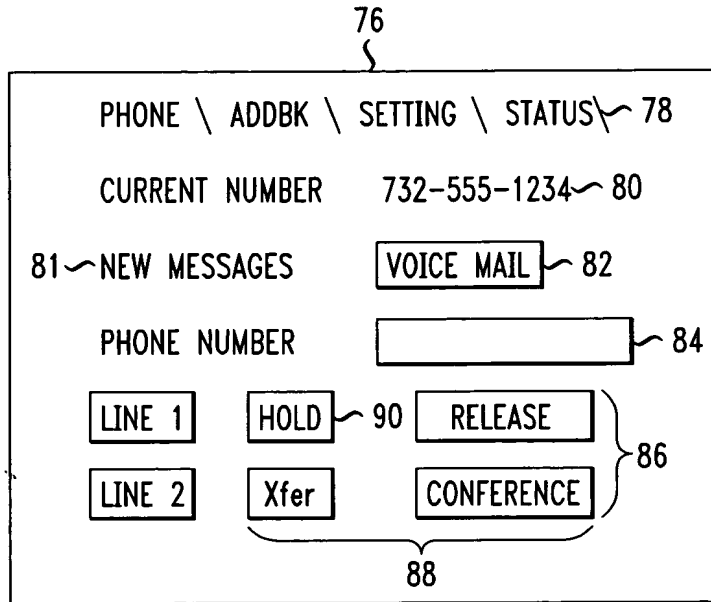 76
PHONE \ ADDBK \ SETTING \ STATUS\ 78
CURRENT NUMBER 732-555-1234 80
81 NEW MESSAGES VOICE MAIL 82
PHONE NUMBER 84
LINE 1 HOLD 90 RELEASE
86
LINE 2 Xfer CONFERENCE
88